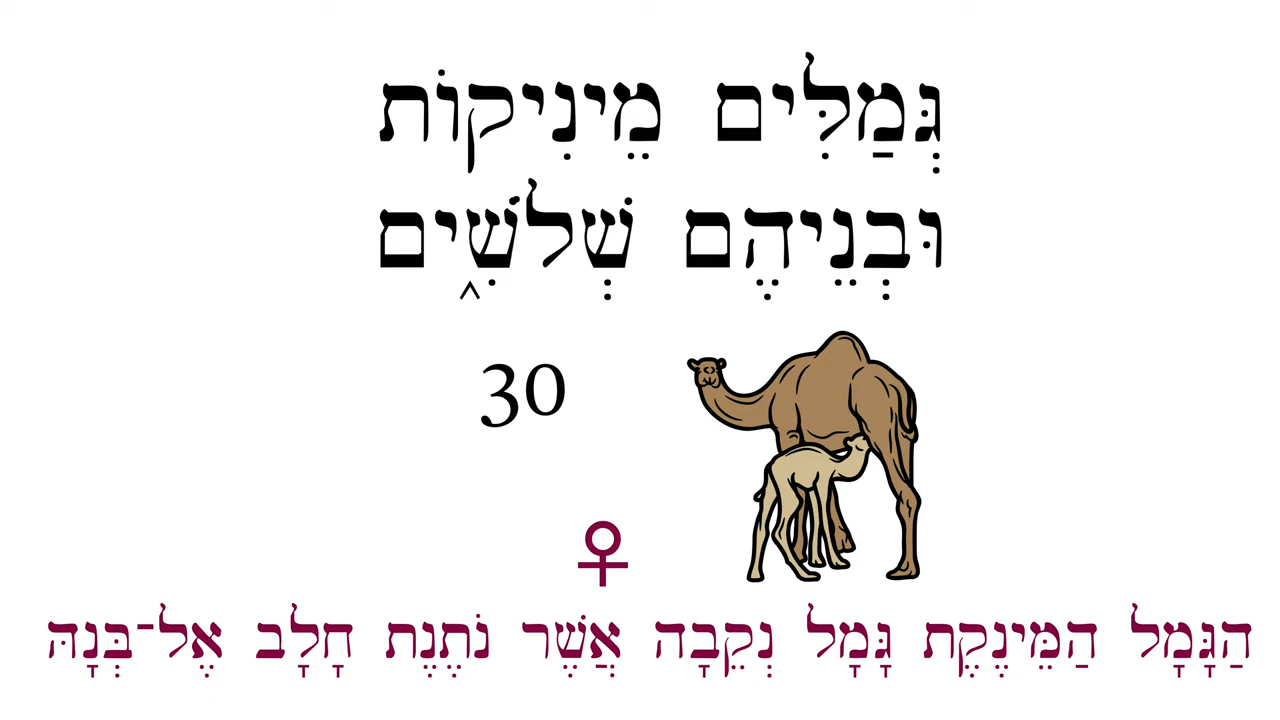 גְּמַלִּים מֵינִיקוֹת
וּבְנֵיהֶם שְׁלֹשִׁ֑ים
30
♀
הַגָּמָל הַמֵּינֶקֶת גָּמָל נְקֵבָה אֲשֶׁר נֹתֶנֶת חָלָב אֶל־בְּנָהּ